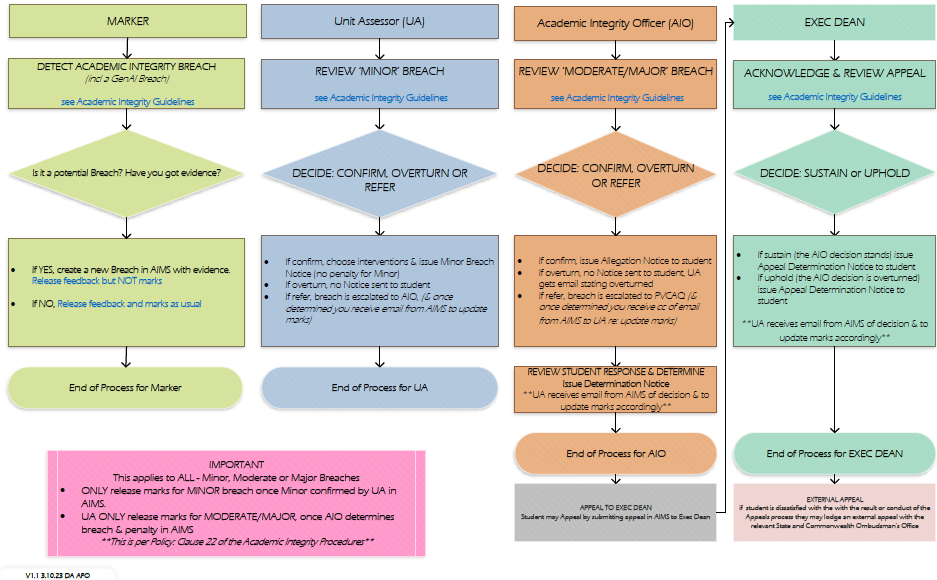 MARKER
DETECT ACADEMIC INTEGRITY BREACH
(incl a GenAI Breach)
see Academic Integrity Guidelines
Is it a potential Breach? Have you got evidence?
• If YES, create a new Breach in AIMS with evidence.
Release feedback but NOT marks
• If NO, Release feedback and marks as usual
End of Process for Marker
Unit Assessor (UA)
REVIEW 'MINOR' BREACH
see Academic Integrity Guidelines
DECIDE: CONFIRM, OVERTURN OR
REFER
• If confirm, choose interventions & issue Minor Breach
Notice (no penalty for Minor)
• If overturn, no Notice sent to Student
• If refer, breach is escalated to AIO, (& once
determined you receive email from AIMS to update
marks)
End of Process for UA
Academic Integrity Officer (AIO)
REVIEW 'MODERATE/MAJOR' BREACH
see Academic Integrity Guidelines
DECIDE: CONFIRM, OVERTURN
OR REFER
• If confirm, issue Allegation Notice to student
• If overturn, no Notice sent to student, UA
gets email stating overturned
• If refer, breach is escalated to PVCAQ (&
once determined you receive cc of email
from AIMS to UA re: update marks)
REVIEW STUDENT RESPONSE & DETERMINE
Issue Determination Notice
**UA receives email from AIMS of decision & to
update marks accordingly**
End of Process for AIO
APPEAL TO EXEC DEAN
Student may Appeal by submitting appeal in AIMS to Exec Dean
EXEC DEAN
ACKNOWLEDGE & REVIEW APPEAL
see Academic Integrity Guidelines
DECIDE: SUSTAIN or UPHOLD
• If sustain (the AIO decision stands) issue
Appeal Determination Notice to student
• If uphold (the AIO decision is overturned)
issue Appeal Determination Notice to
student
**UA receives email from AIMS of decision & to
update marks accordingly**
End of Process for EXEC DEAN
EXTERNAL APPEAL
if student is dissatisfied with the with the result or conduct of the
Appeals process they may lodge an external appeal with the
relevant State and Commonwealth Ombudsman's Office
IMPORTANT
This applies to ALL - Minor, Moderate or Major Breaches
• ONLY release marks for MINOR breach once Minor confirmed by UA in
AIMS.
• UA ONLY release marks for MODERATE/MAJOR, once AIO determines
breach & penalty in AIMS
**This is per Policy: Clause 22 of the Academic Integrity Procedures**
V1.1 3.10.23 DA APO